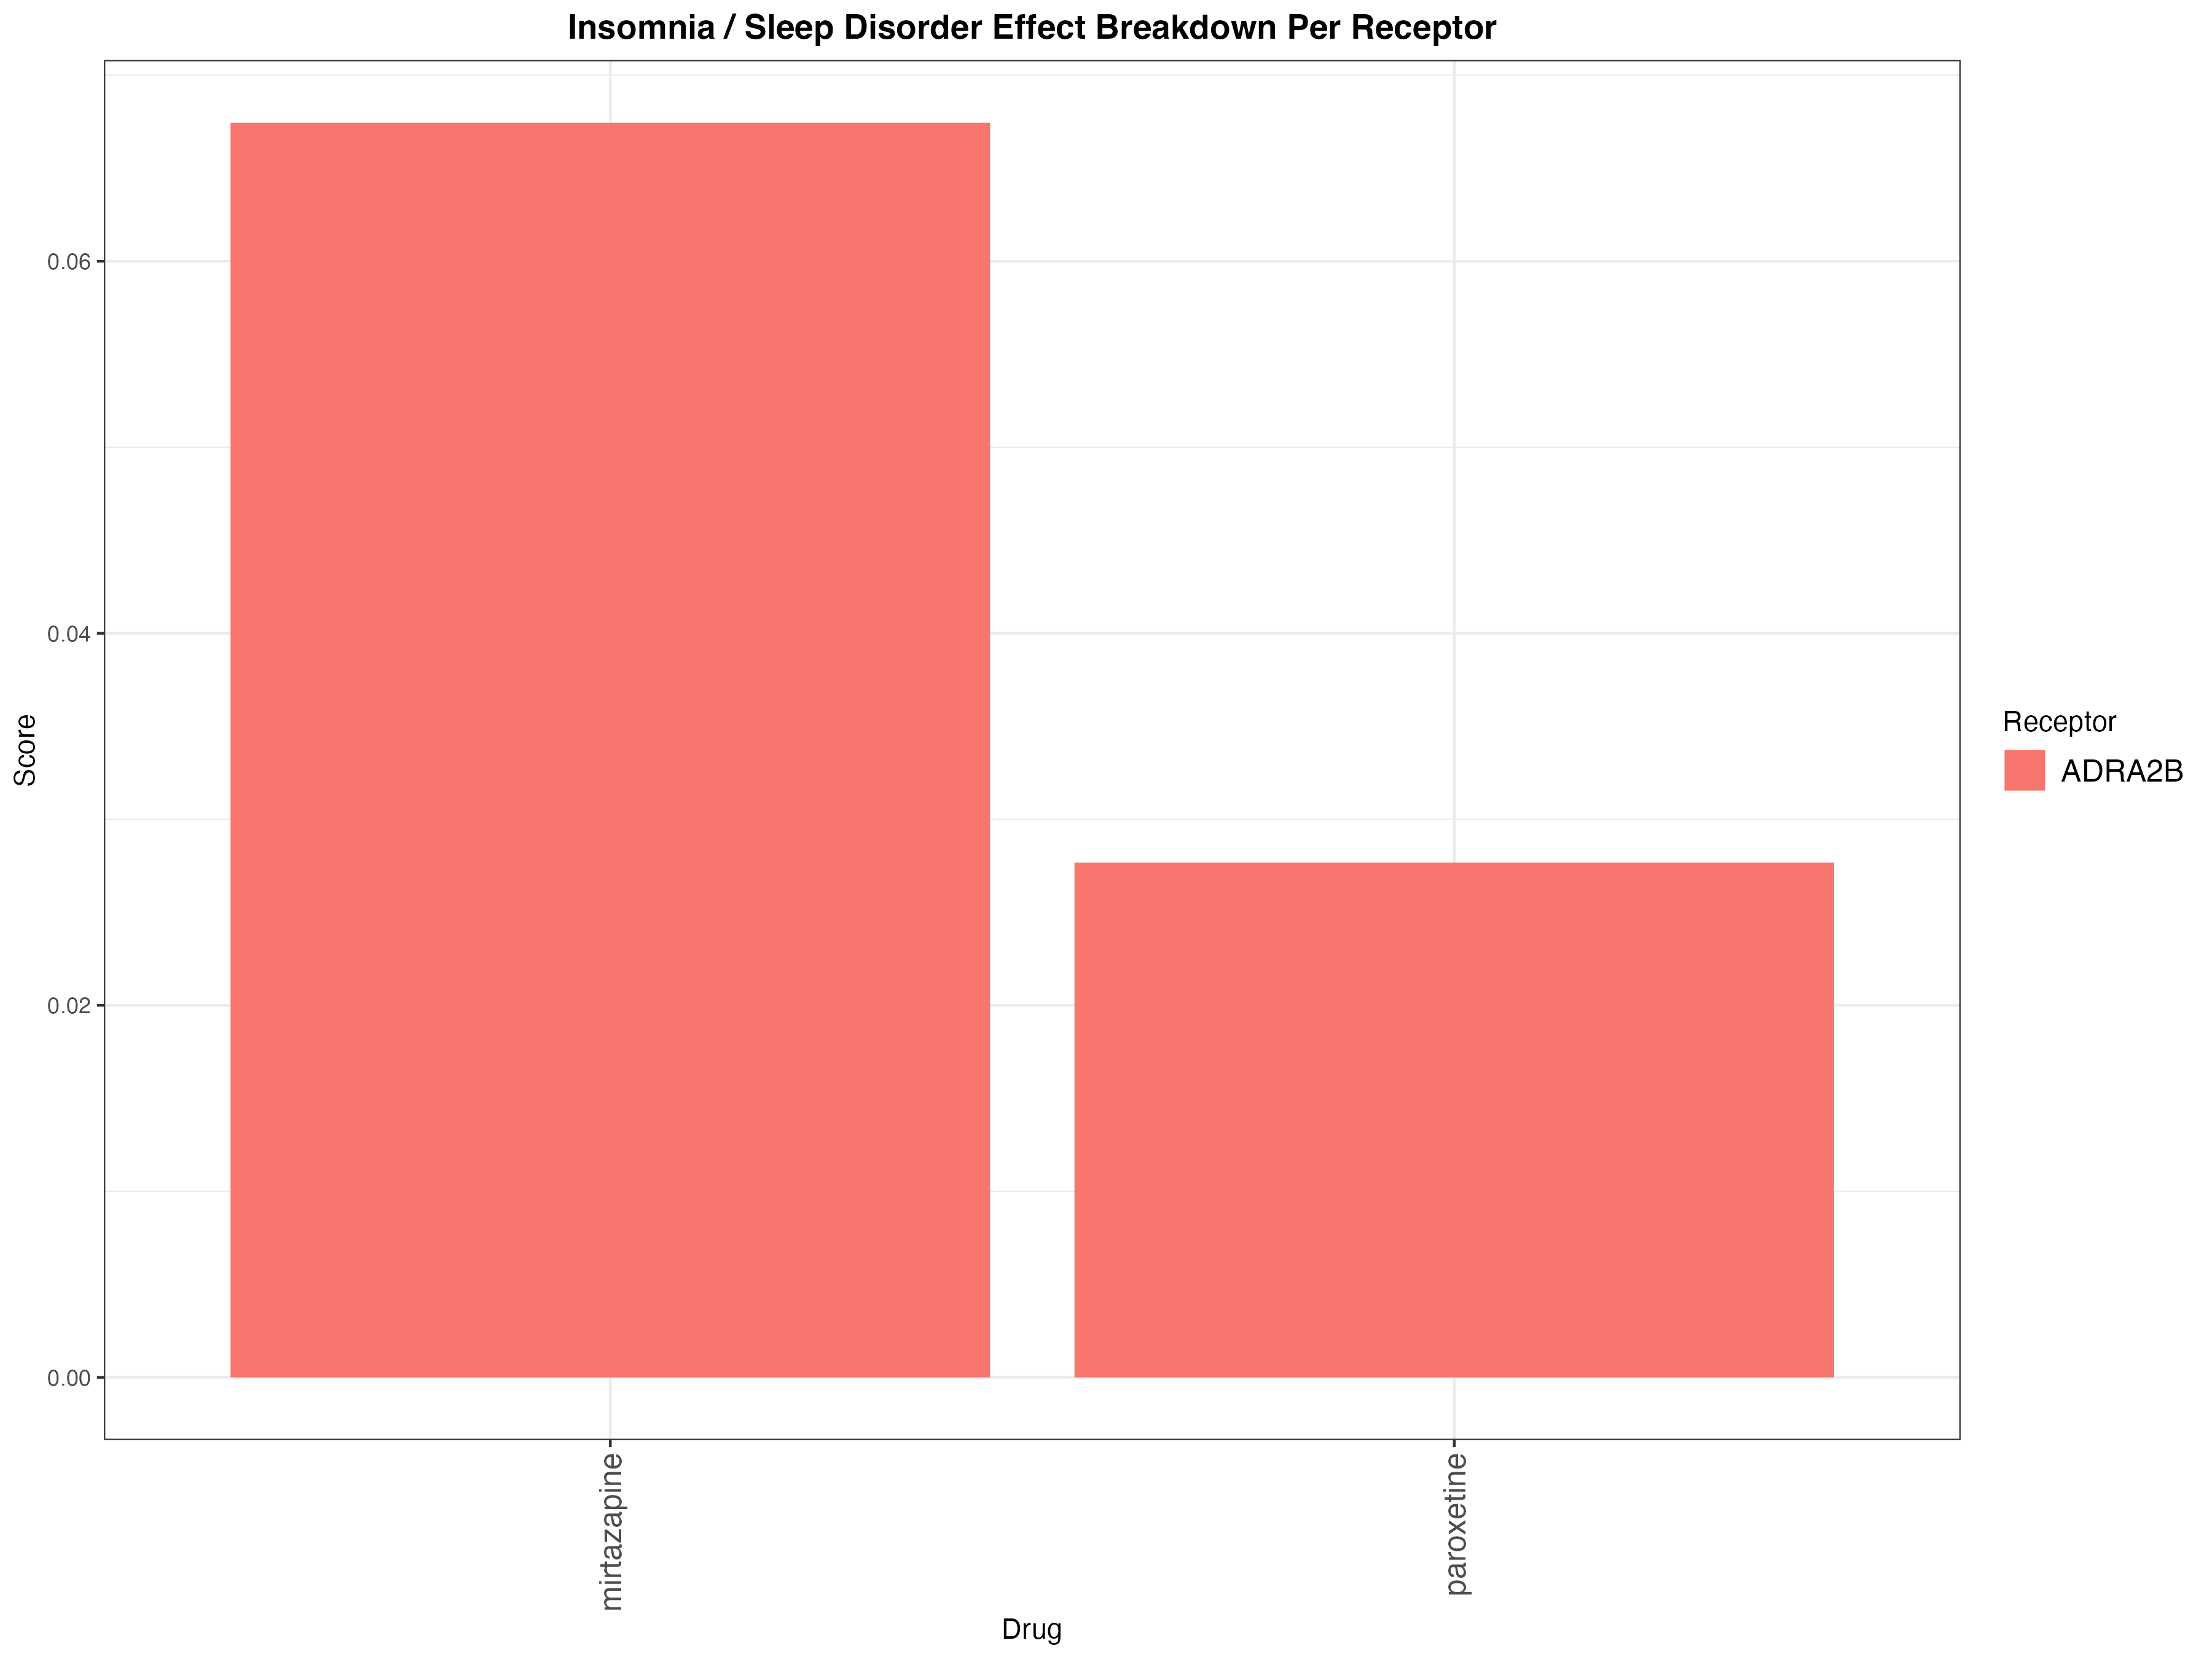 Insomnia / Sleep Disorder Effect Breakdown Per Receptor
0.06
0.04
0.02
0.00
Score
mirtazapine
paroxetine
Drug
Receptor
ADRA2B